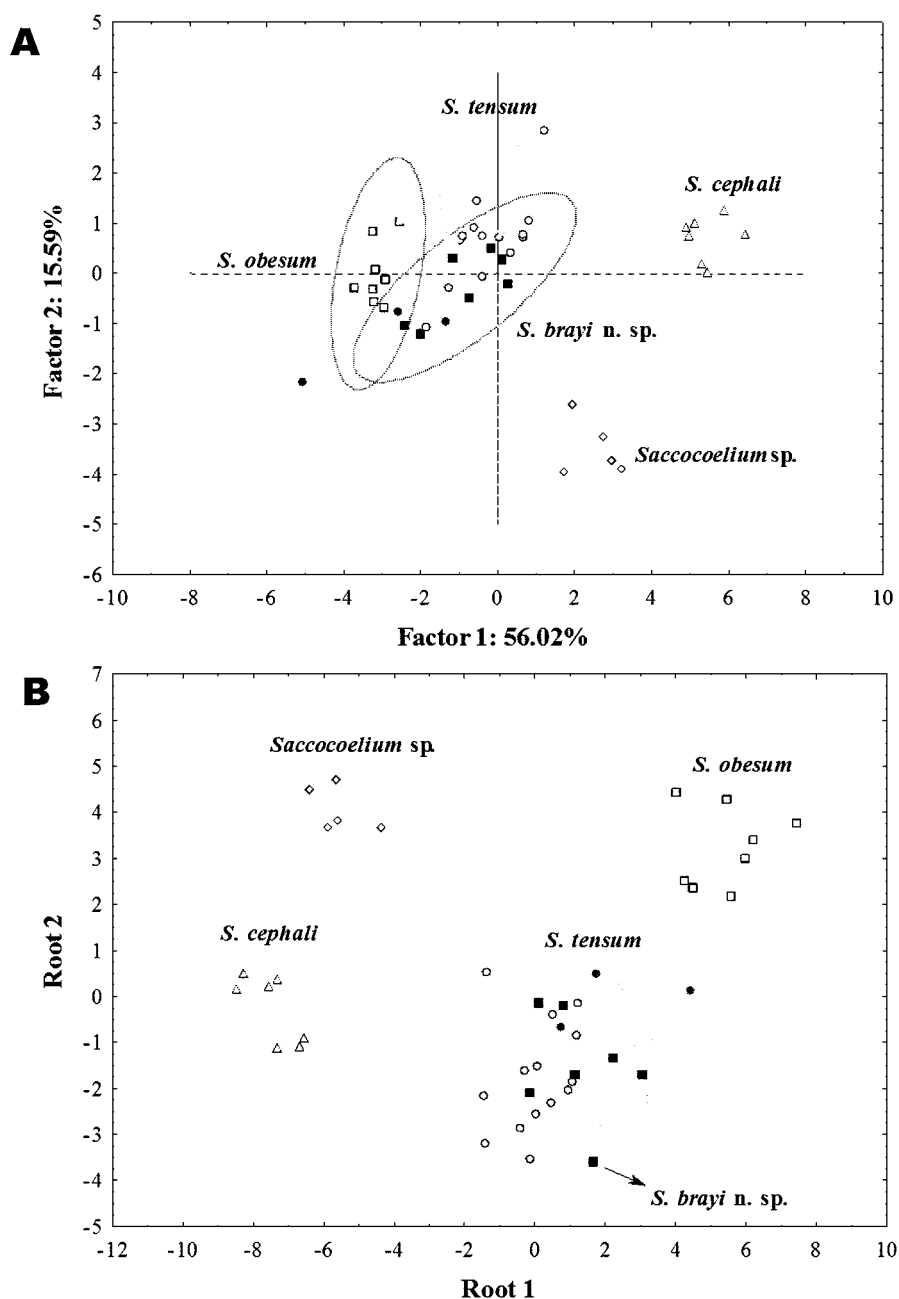 A
5
4
3
2
1
0
-1
-2
-3
-4
-5
-6
Factor 2: 15.59%
S. tensum
S. cephali
S. obesum
S. brayi n. sp.
Saccocoelium sp.
-10 -8 -6 -4 -2 0 2 4 6 8 10
Factor 1: 56.02%
B
7
6
5
4
3
2
1
0
-1
-2
-3
-4
-5
Root 2
Saccocoelium sp.
S. obesum
S. cephali
S. tensum
S. brayi n. sp.
-12 -10 -8 -6 -4 -2 0 2 4 6 8 10
Root 1